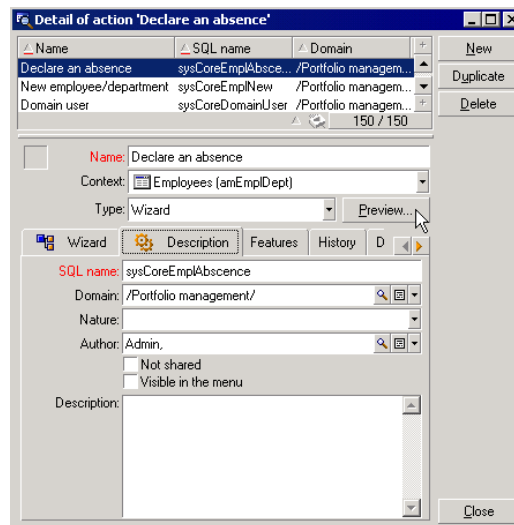 Detail of action 'Declare an absence'
Name SQL name Domain
New
Declare an absence sysCoreEmplAbsce... /Portfolio managem...
Duplicate
New employee/department sysCoreEmplNew /Portfolio managem...
Domain user sysCoreDomainUser /Portfolio managem...
Delete
150 / 150
Name: Declare an absence
Context: Employees (amEmplDept)
Type: Wizard Preview...
Wizard Description Features History D
SQL name: sysCoreEmplAbscence
Domain: /Portfolio management/
Nature:
Author: Admin,
Not shared
Visible in the menu
Description:
Close